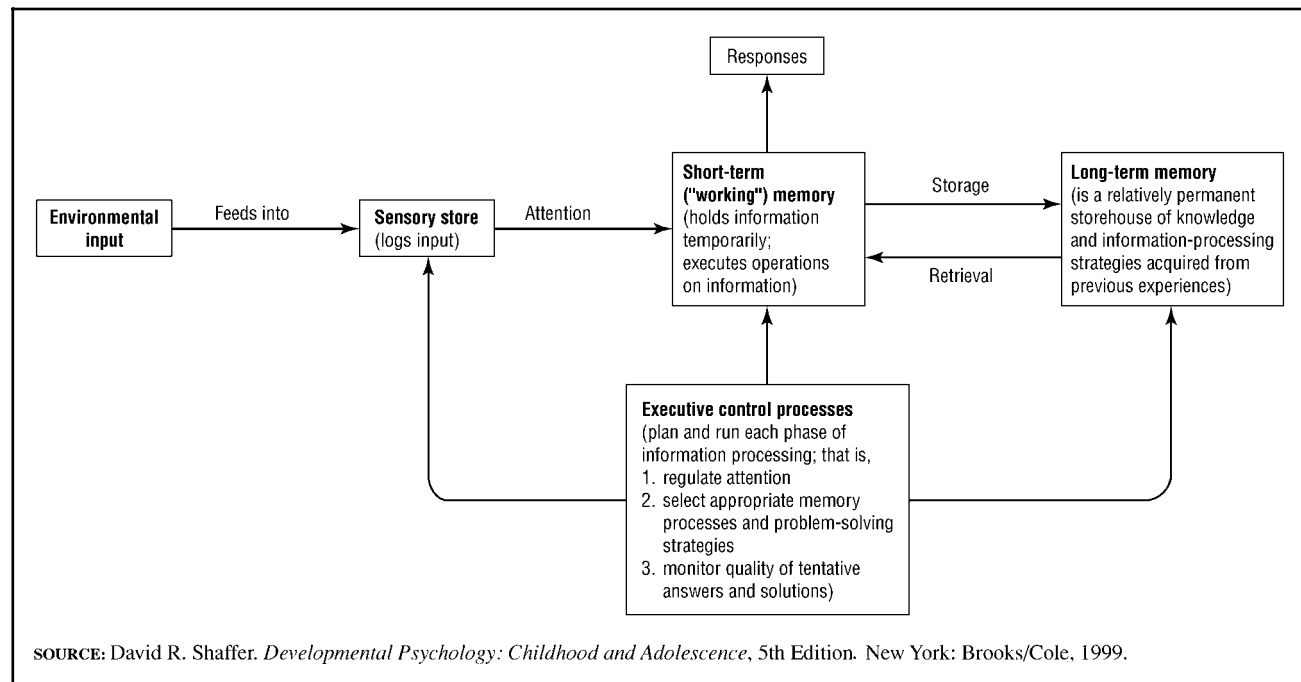 Responses
Environmental
input
Feeds into
Sensory store
(logs input)
Attention
Short-term
("working") memory
(holds information
temporarily;
executes operations
on information)
Storage
Retrieval
Long-term memory
(is a relatively permanent
storehouse of knowledge
and information-processing
strategies acquired from
previous experiences)
Executive control processes
(plan and run each phase of
information processing; that is,
1. regulate attention
2. select appropriate memory
processes and problem-solving
strategies
3. monitor quality of tentative
answers and solutions)
SOURCE: David R. Shaffer. Developmental Psychology: Childhood and Adolescence, 5th Edition. New York: Brooks/Cole, 1999.